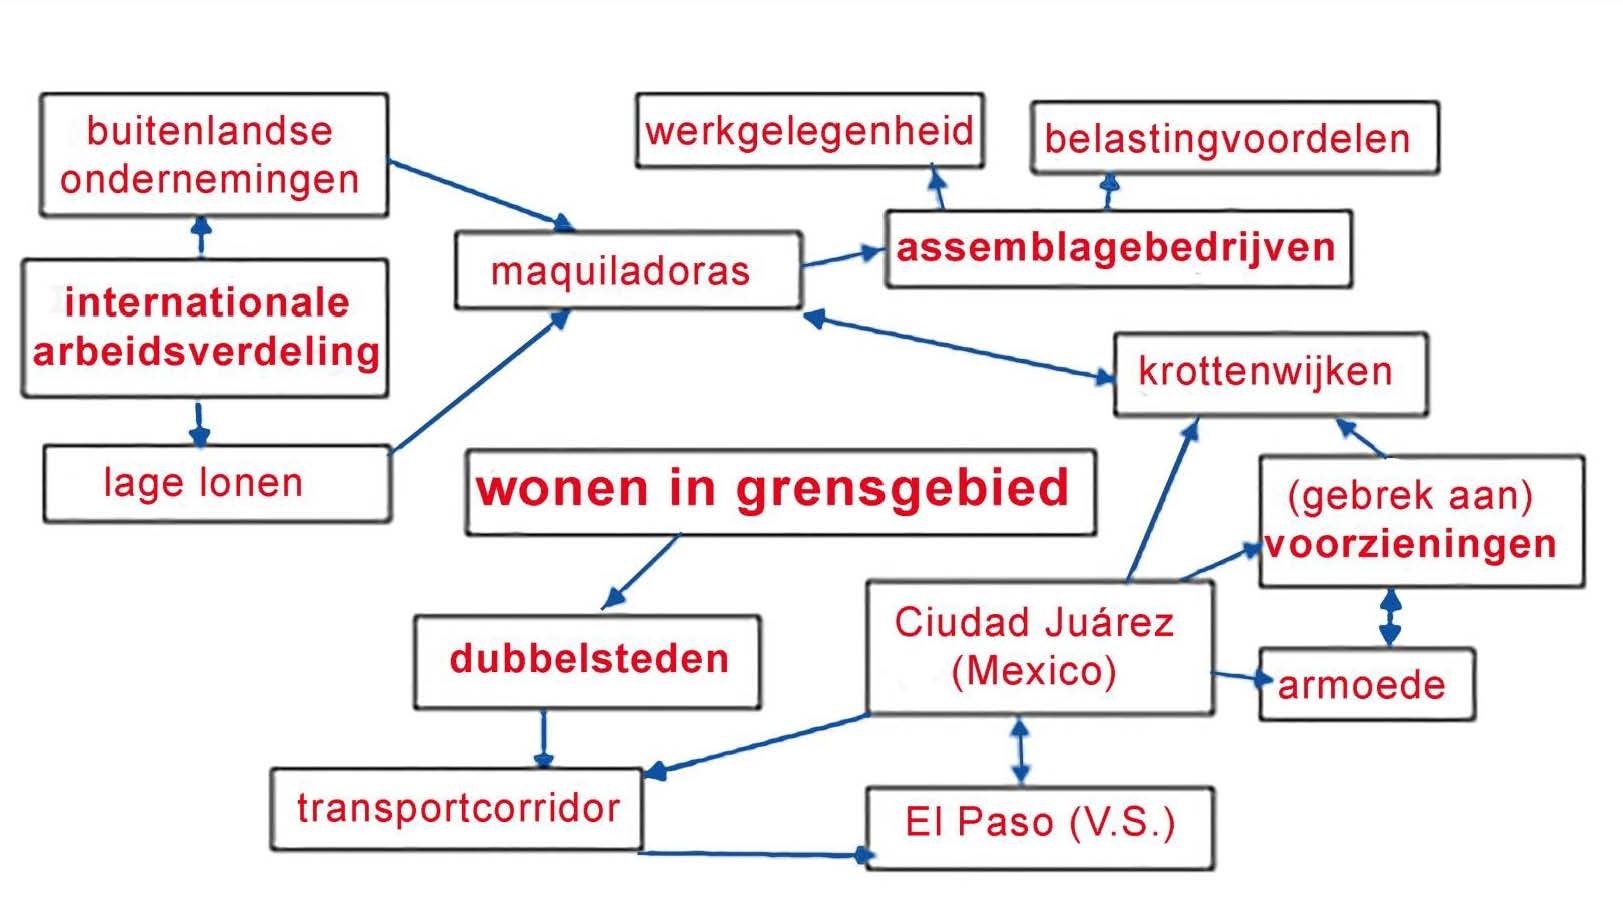 buitenlandse
ondernemingen
werkgelegenheid
belastingvoordelen
maquiladoras
assemblagebedrijven
internationale
arbeidsverdeling
krottenwijken
lage lonen
wonen in grensgebied
(gebrek aan)
voorzieningen
dubbelsteden
Ciudad Juárez
(Mexico)
armoede
transportcorridor
El Paso (V.S.)